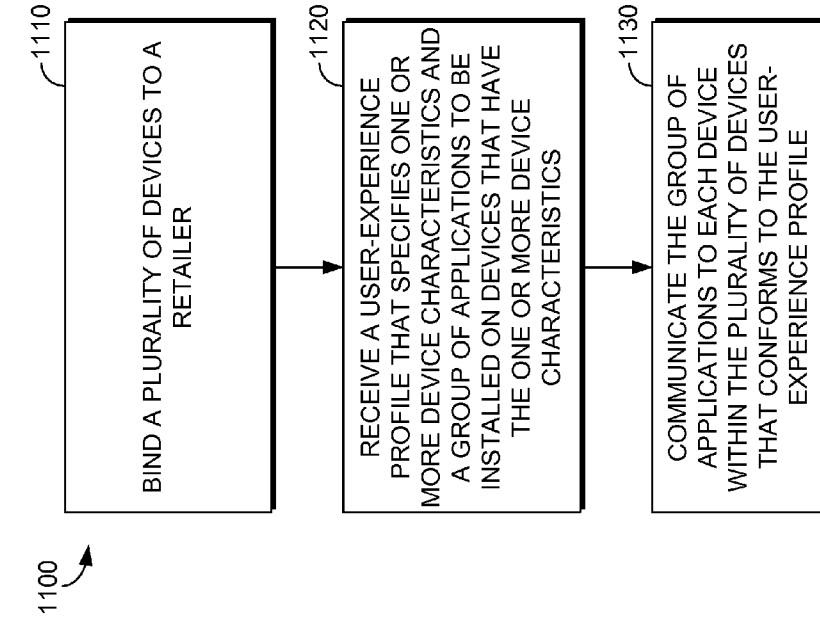 1100
1110
BIND A PLURALITY OF DEVICES TO A
RETAILER
1120
RECEIVE A USER-EXPERIENCE
PROFILE THAT SPECIFIES ONE OR
MORE DEVICE CHARACTERISTICS AND
A GROUP OF APPLICATIONS TO BE
INSTALLED ON DEVICES THAT HAVE
THE ONE OR MORE DEVICE
CHARACTERISTICS
1130
COMMUNICATE THE GROUP OF
APPLICATIONS TO EACH DEVICE
WITHIN THE PLURALITY OF DEVICES
THAT CONFORMS TO THE USER-
EXPERIENCE PROFILE